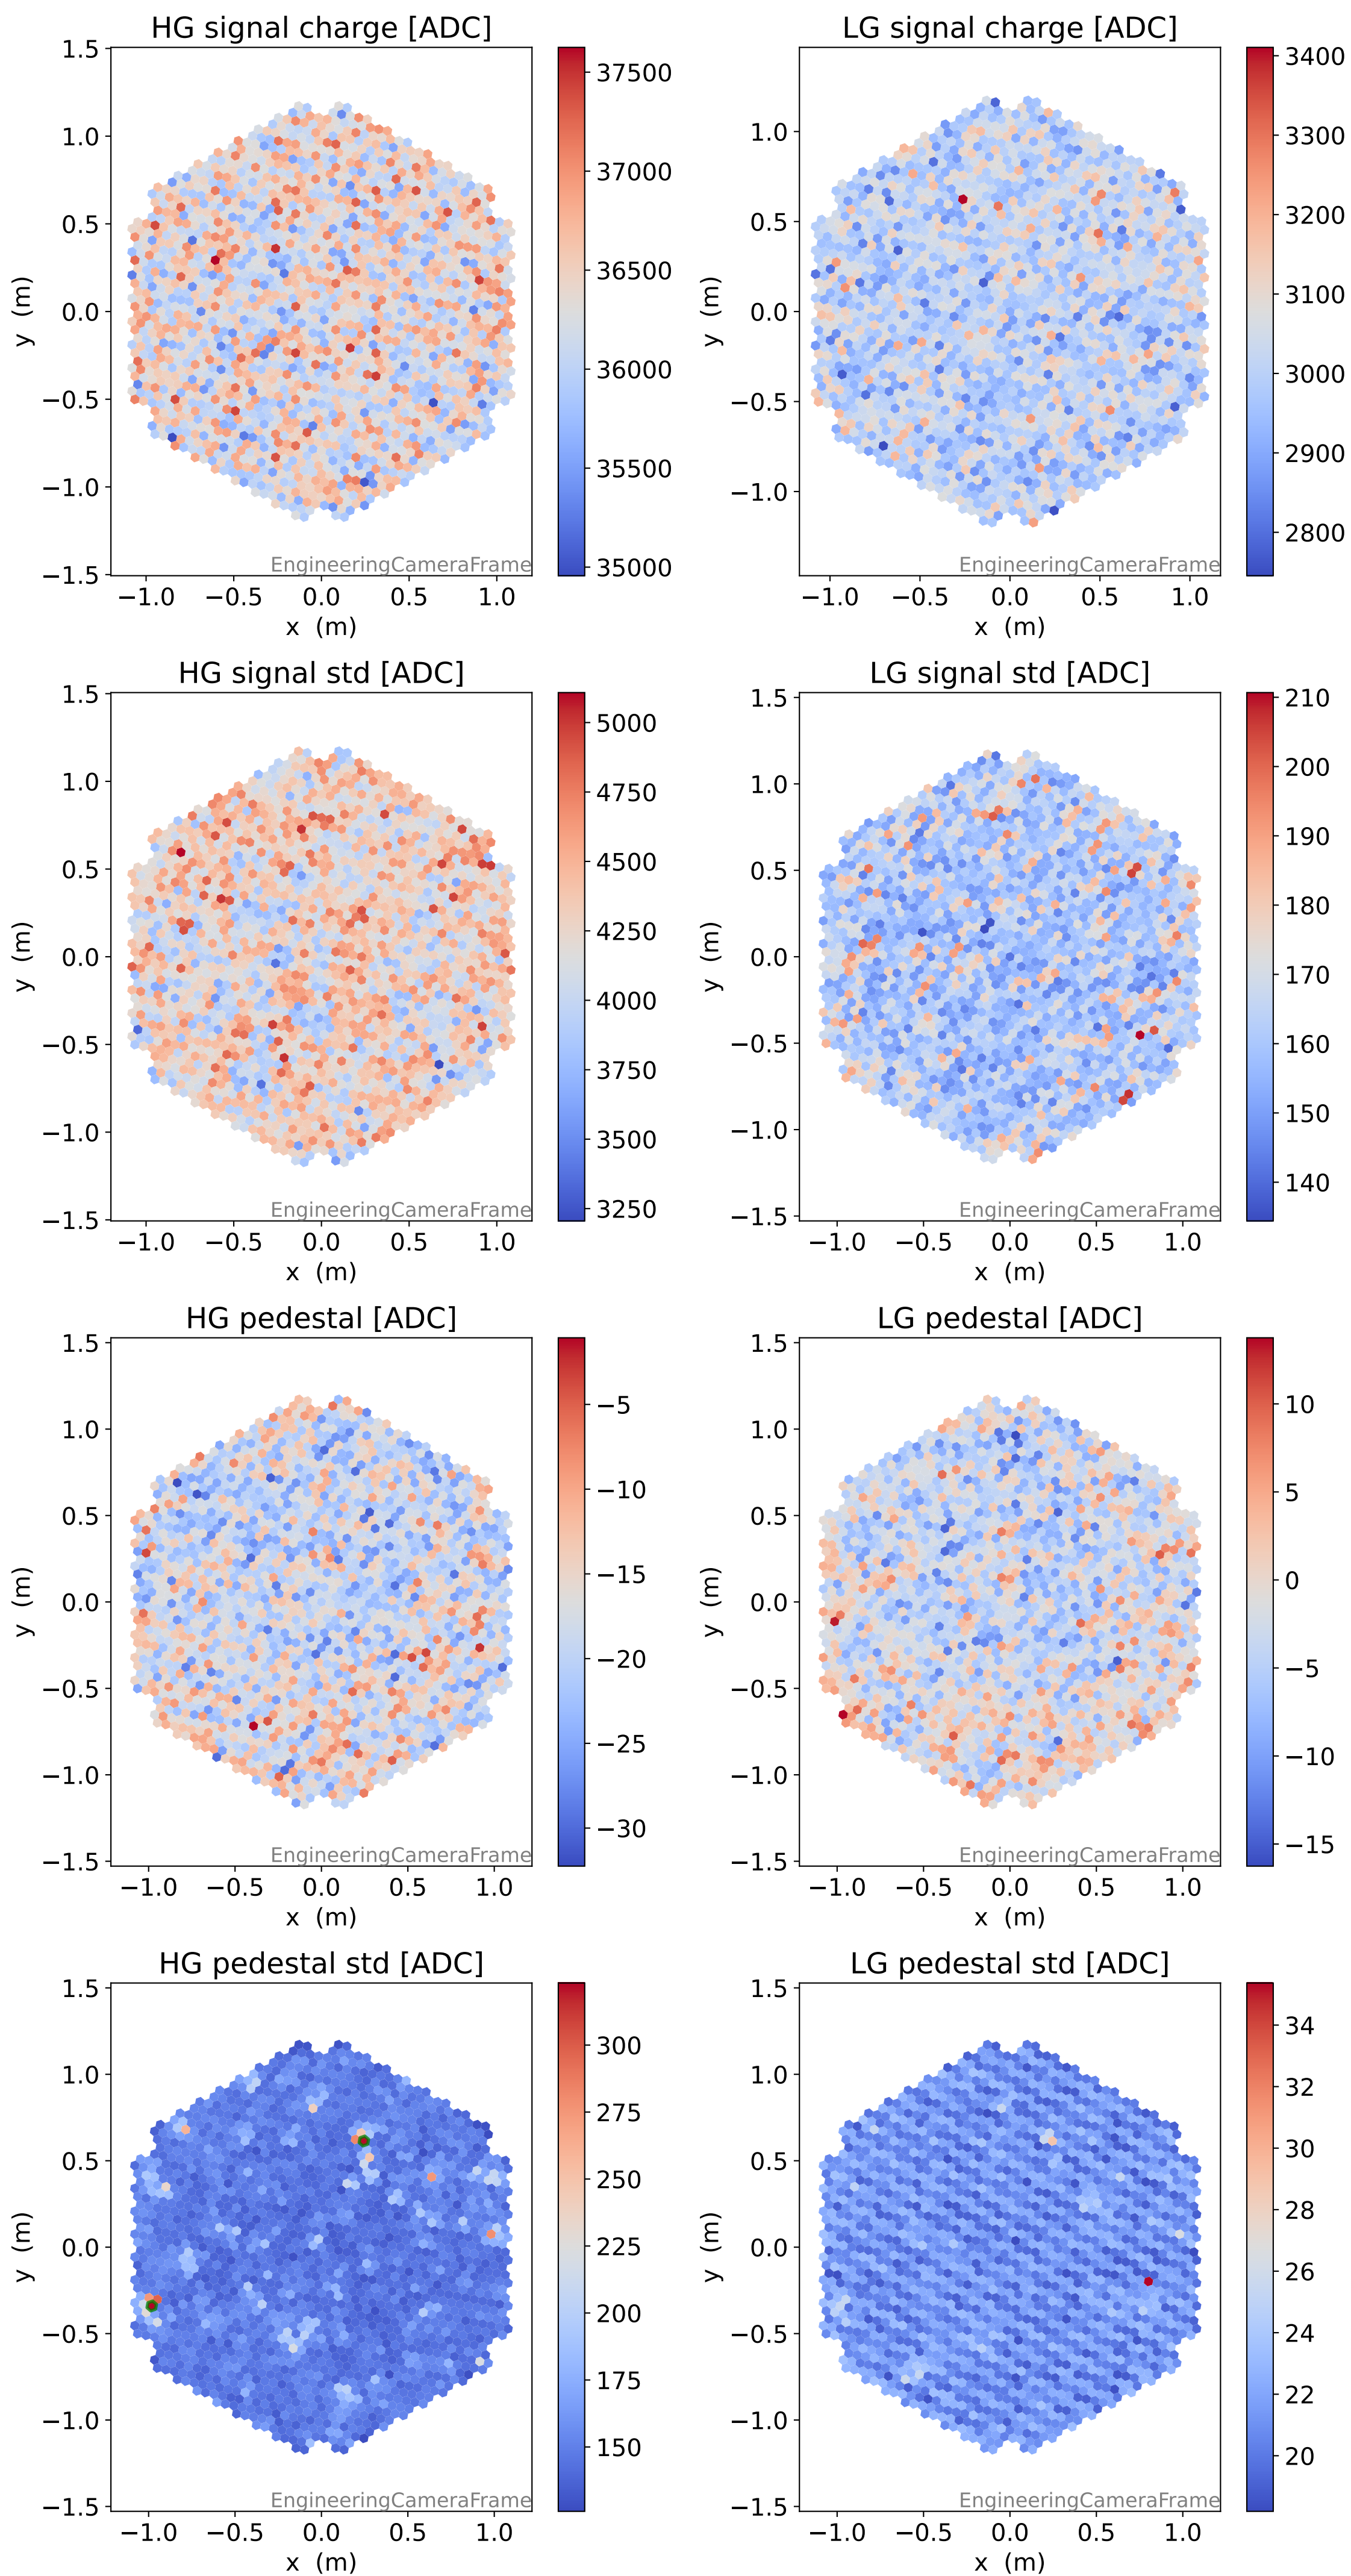 HG signal charge [ADC]
LG signal charge [ADC]
1.5
1.0
0.5
0.0
−0.5
−1.0
−1.5
y (m)
−1.0 −0.5 0.0 0.5 1.0
x (m)
EngineeringCameraFrame
37500
37000
36500
36000
35500
35000
1.0
0.5
0.0
−0.5
−1.0
y (m)
−1.0 −0.5 0.0 0.5 1.0
x (m)
EngineeringCameraFrame
3400
3300
3200
3100
3000
2900
2800
HG signal std [ADC]
LG signal std [ADC]
1.5
1.0
0.5
0.0
−0.5
−1.0
−1.5
y (m)
−1.0 −0.5 0.0 0.5 1.0
x (m)
EngineeringCameraFrame
5000
4750
4500
4250
4000
3750
3500
3250
1.5
1.0
0.5
0.0
−0.5
−1.0
−1.5
y (m)
−1.0 −0.5 0.0 0.5 1.0
x (m)
EngineeringCameraFrame
210
200
190
180
170
160
150
140
HG pedestal [ADC]
LG pedestal [ADC]
1.5
1.0
0.5
0.0
−0.5
−1.0
−1.5
y (m)
−1.0 −0.5 0.0 0.5 1.0
x (m)
EngineeringCameraFrame
−5
−10
−15
−20
−25
−30
1.5
1.0
0.5
0.0
−0.5
−1.0
−1.5
y (m)
−1.0 −0.5 0.0 0.5 1.0
x (m)
EngineeringCameraFrame
10
5
0
−5
−10
−15
HG pedestal std [ADC]
LG pedestal std [ADC]
1.5
1.0
0.5
0.0
−0.5
−1.0
−1.5
y (m)
−1.0 −0.5 0.0 0.5 1.0
x (m)
EngineeringCameraFrame
300
275
250
225
200
175
150
1.5
1.0
0.5
0.0
−0.5
−1.0
−1.5
y (m)
−1.0 −0.5 0.0 0.5 1.0
x (m)
EngineeringCameraFrame
34
32
30
28
26
24
22
20